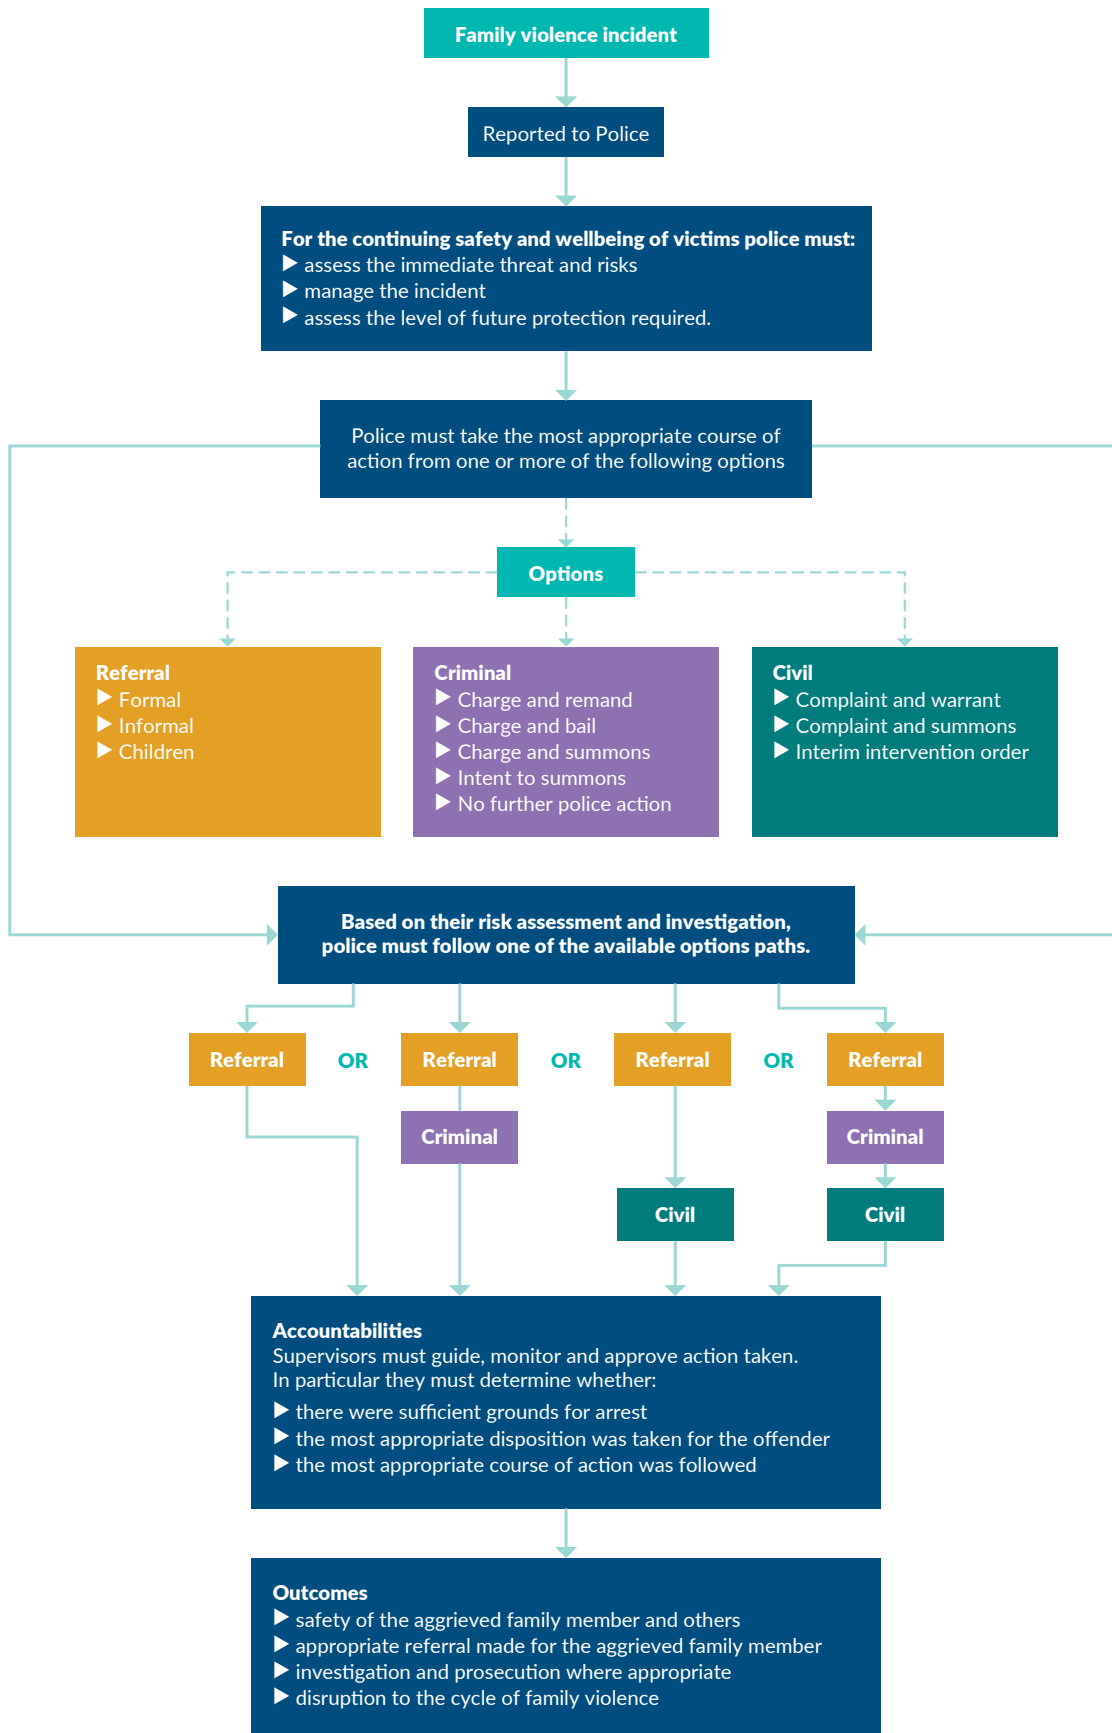 Family violence incident
Reported to Police
For the continuing safety and wellbeing of victims police must:
▶ assess the immediate threat and risks
▶ manage the incident
▶ assess the level of future protection required.
Police must take the most appropriate course of
action from one or more of the following options
Options
Referral
▶ Formal
▶ Informal
▶ Children
Criminal
▶ Charge and remand
▶ Charge and bail
▶ Charge and summons
▶ Intent to summons
▶ No further police action
Civil
▶ Complaint and warrant
▶ Complaint and summons
▶ Interim intervention order
Based on their risk assessment and investigation,
police must follow one of the available options paths.
Referral OR Referral OR Referral OR Referral
Criminal Criminal
Civil Civil
Accountabilities
Supervisors must guide, monitor and approve action taken.
In particular they must determine whether:
▶ there were sufficient grounds for arrest
▶ the most appropriate disposition was taken for the offender
▶ the most appropriate course of action was followed
Outcomes
▶ safety of the aggrieved family member and others
▶ appropriate referral made for the aggrieved family member
▶ investigation and prosecution where appropriate
▶ disruption to the cycle of family violence